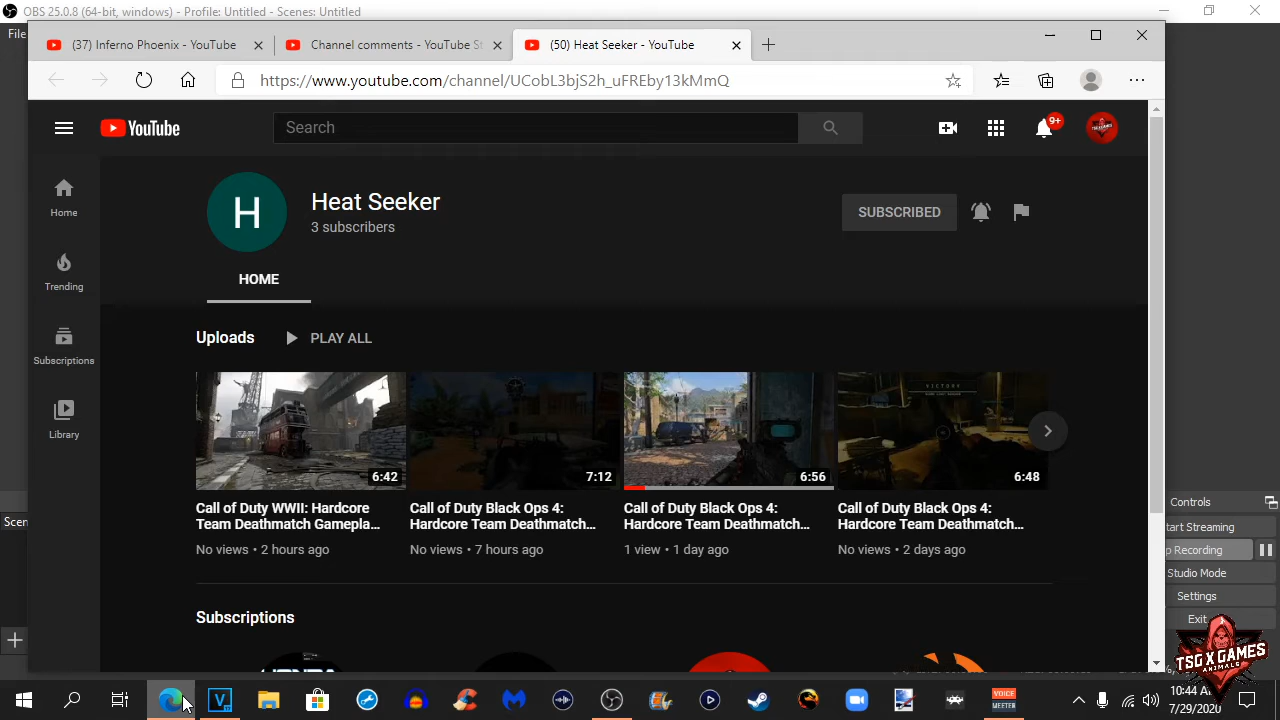 OBS 25.0.8 (64-bit, windows) - Profile: Untitled - Scenes: Untitled
File
(37) Inferno Phoenix - YouTube
Channel comments - YouTube St
(50) Heat Seeker - YouTube
https://www.youtube.com/channel/UCobL3bjS2h_uFREby13kMmQ
YouTube
Search
9+
Home
Trending
Subscriptions
Library
H
Heat Seeker
3 subscribers
SUBSCRIBED
HOME
Uploads
PLAY ALL
6:42
7:12
VICTORY
6:56
6:48
Call of Duty WWII: Hardcore
Team Deathmatch Gamepla...
No views • 2 hours ago
Call of Duty Black Ops 4:
Hardcore Team Deathmatch...
No views • 7 hours ago
Call of Duty Black Ops 4:
Hardcore Team Deathmatch...
1 view • 1 day ago
Call of Duty Black Ops 4:
Hardcore Team Deathmatch...
No views • 2 days ago
Subscriptions
Scen
Controls
tart Streaming
p Recording
Studio Mode
Settings
Exit
TSG X GAMES
ANIMALS
VOICE
MEETER
10:44 A
7/29/2020